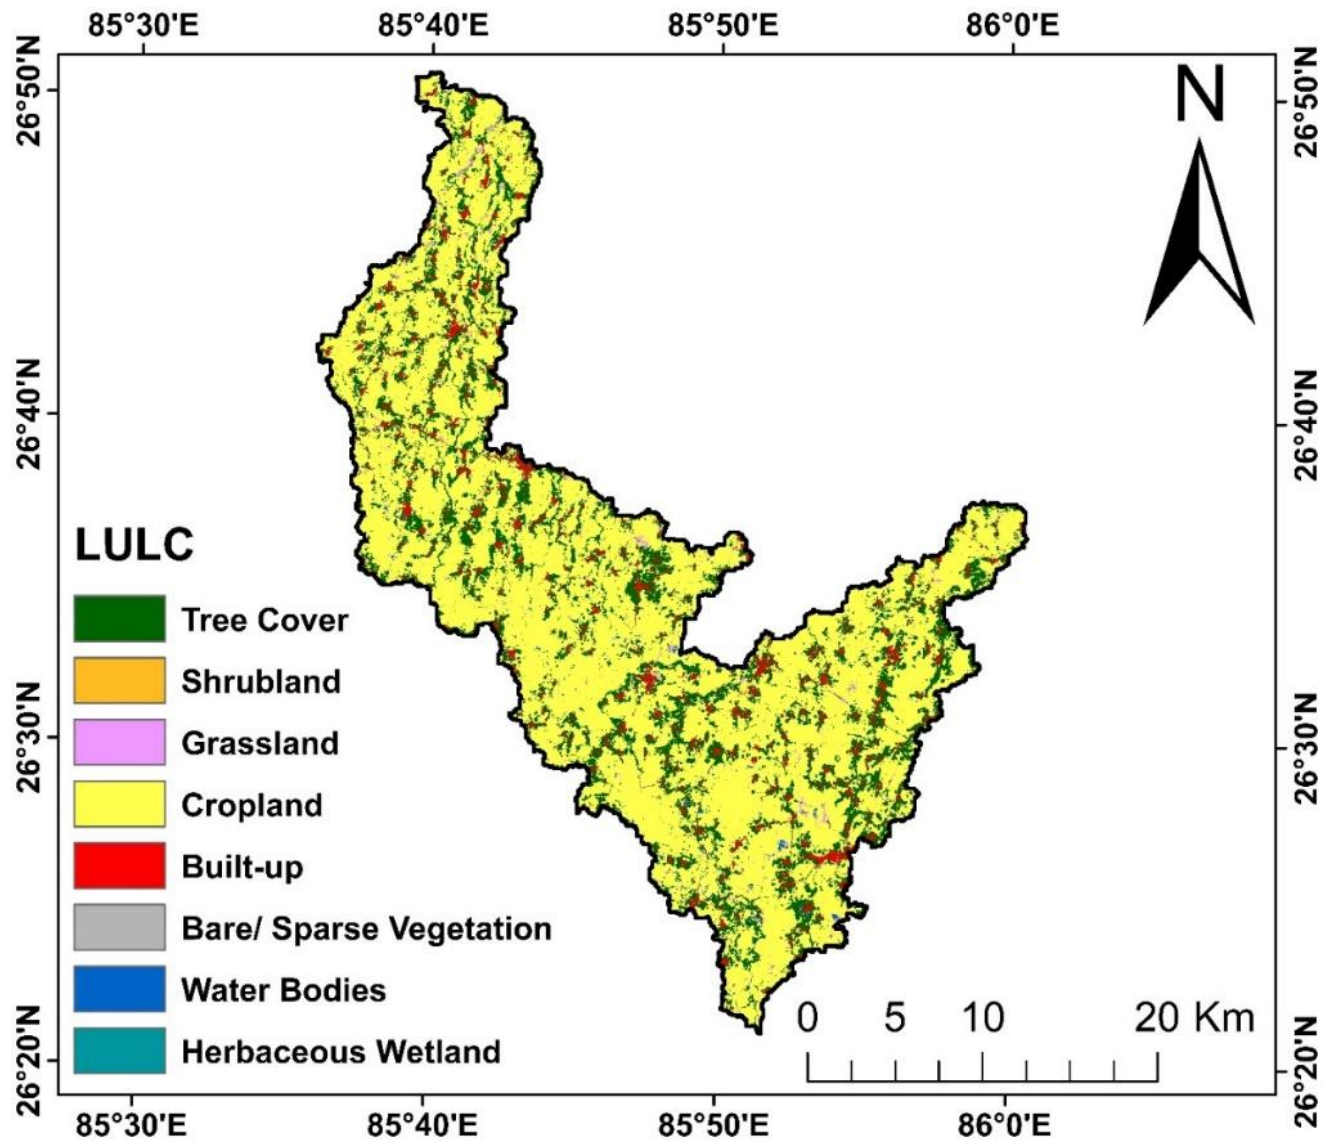 85°30'E 85°40'E 85°50'E 86°0'E
26°50'N 26°50'N
N
26°40'N 26°40'N
LULC
Tree Cover
Shrubland
Grassland
26°30'N 26°30'N
Cropland
Built-up
Bare/ Sparse Vegetation
Water Bodies
0 5 10 20 Km
Herbaceous Wetland
26°20'N 26°20'N
85°30'E 85°40'E 85°50'E 86°0'E